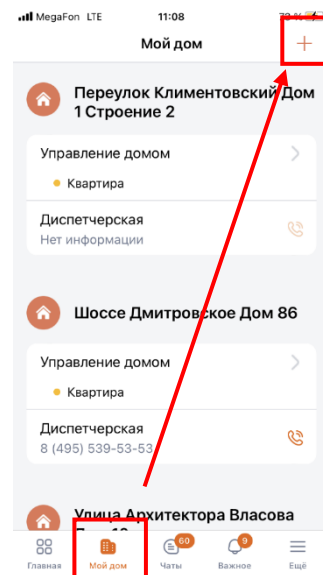 MegaFon LTE 11:08 72 %
Мой дом +
Переулок Климентовский Дом
1 Строение 2
Управление домом
Квартира
Диспетчерская
Нет информации
Шоссе Дмитровское Дом 86
Управление домом
Квартира
Диспетчерская
8 (495) 539-53-53
Улица Архитектора Власова
60 9
Главная Мой дом Чаты Важное Ещё